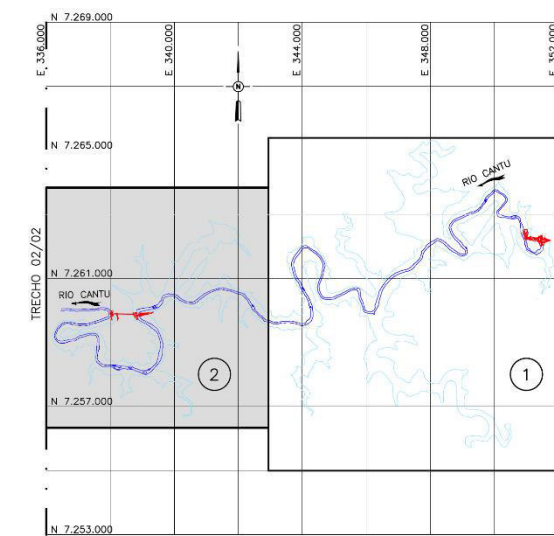 N 7.269.000
E 336.000
E 340.000
E 344.000
E 348.000
E 352.000
N
N 7.265.000
RIO CANTU
TRECHO 02/02
N 7.261.000
RIO CANTU
2
1
N 7.257.000
N 7.253.000